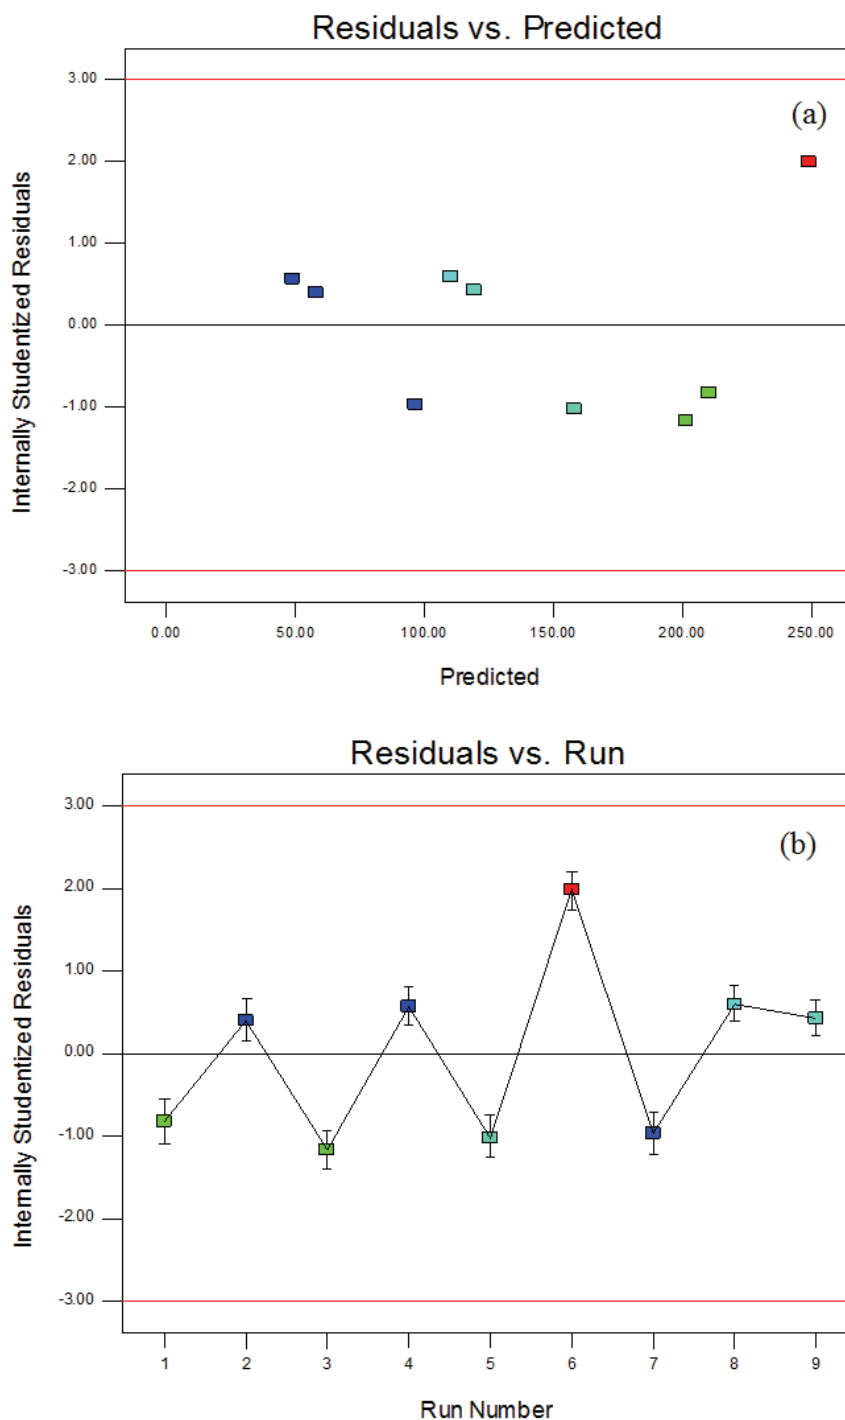 Residuals vs. Predicted
(a)
Internally Studentized Residuals
3.00
2.00
1.00
0.00
-1.00
-2.00
-3.00
0.00 50.00 100.00 150.00 200.00 250.00
Predicted
Residuals vs. Run
(b)
Internally Studentized Residuals
3.00
2.00
1.00
0.00
-1.00
-2.00
-3.00
1 2 3 4 5 6 7 8 9
Run Number